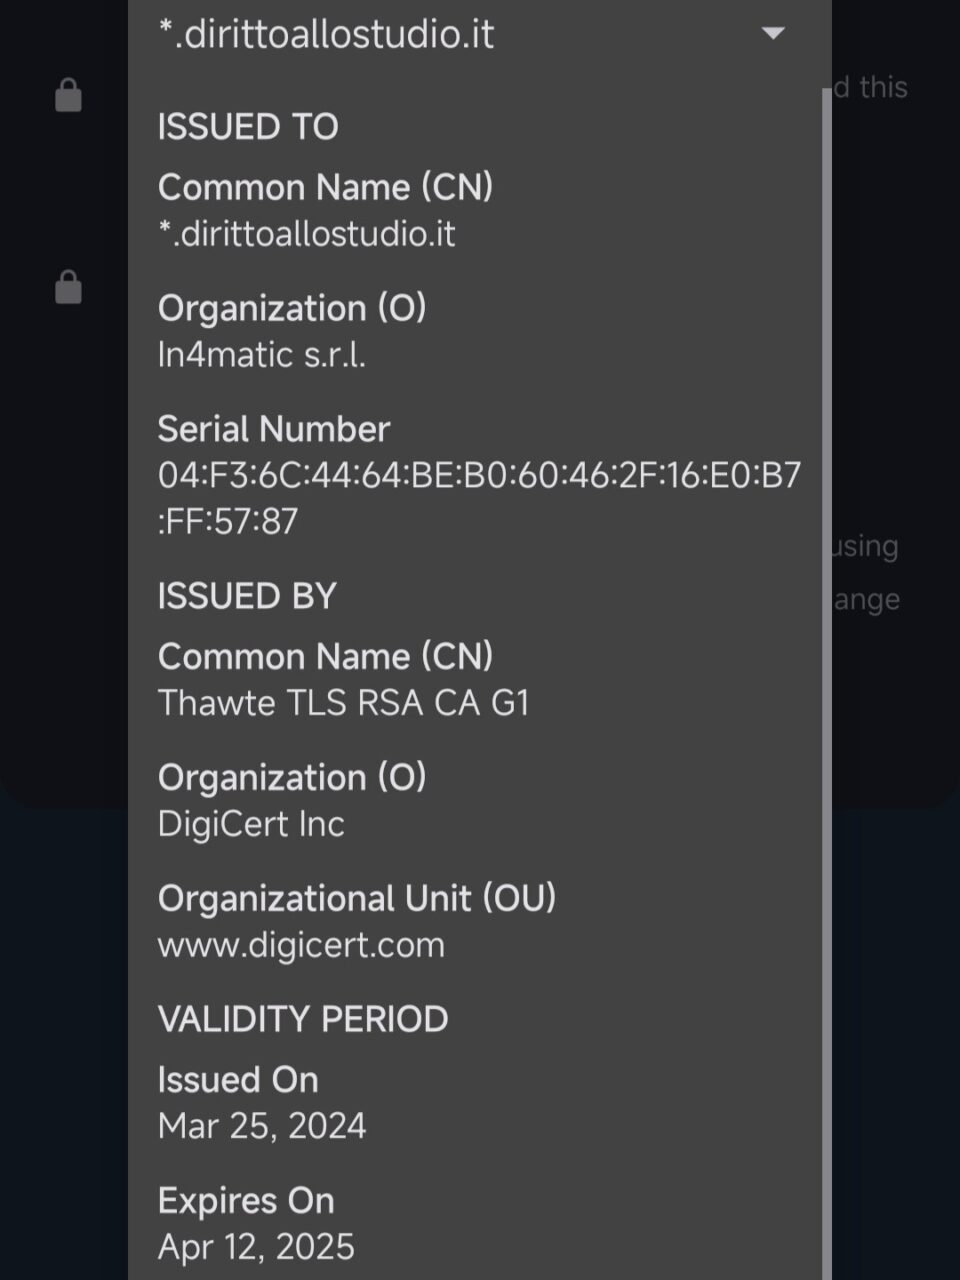 *.dirittoallostudio.it
d this
ISSUED TO
Common Name (CN)
*.dirittoallostudio.it
Organization (O)
In4matic s.r.l.
Serial Number
04:F3:6C:44:64:BE:B0:60:46:2F:16:E0:B7
:FF:57:87
using
ISSUED BY
ange
Common Name (CN)
Thawte TLS RSA CA G1
Organization (O)
DigiCert Inc
Organizational Unit (OU)
www.digicert.com
VALIDITY PERIOD
Issued On
Mar 25, 2024
Expires On
Apr 12, 2025